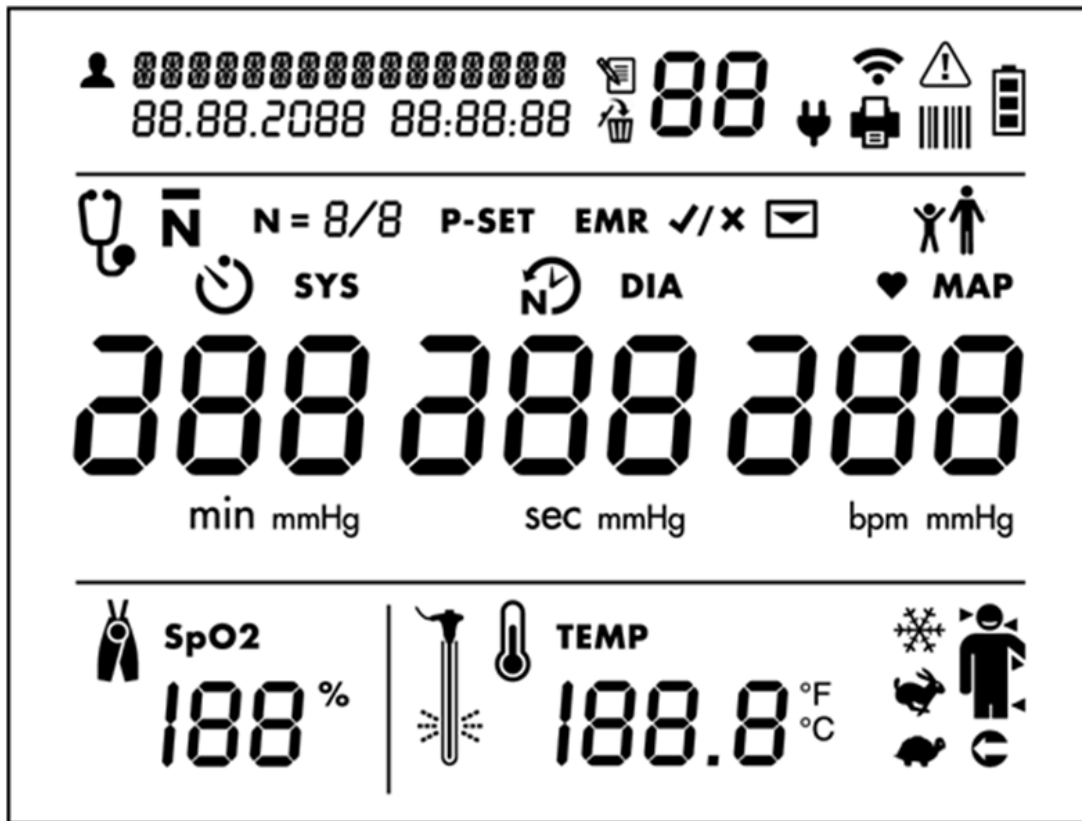 88888888888888888 88
88.88.2088 88:88:88
N N = 8/8 P-SET EMR ✓/✗
SYS N DIA MAP
288 288 288
min mmHg sec mmHg bpm mmHg
SpO2 TEMP
188 % 188.8 °F
°C